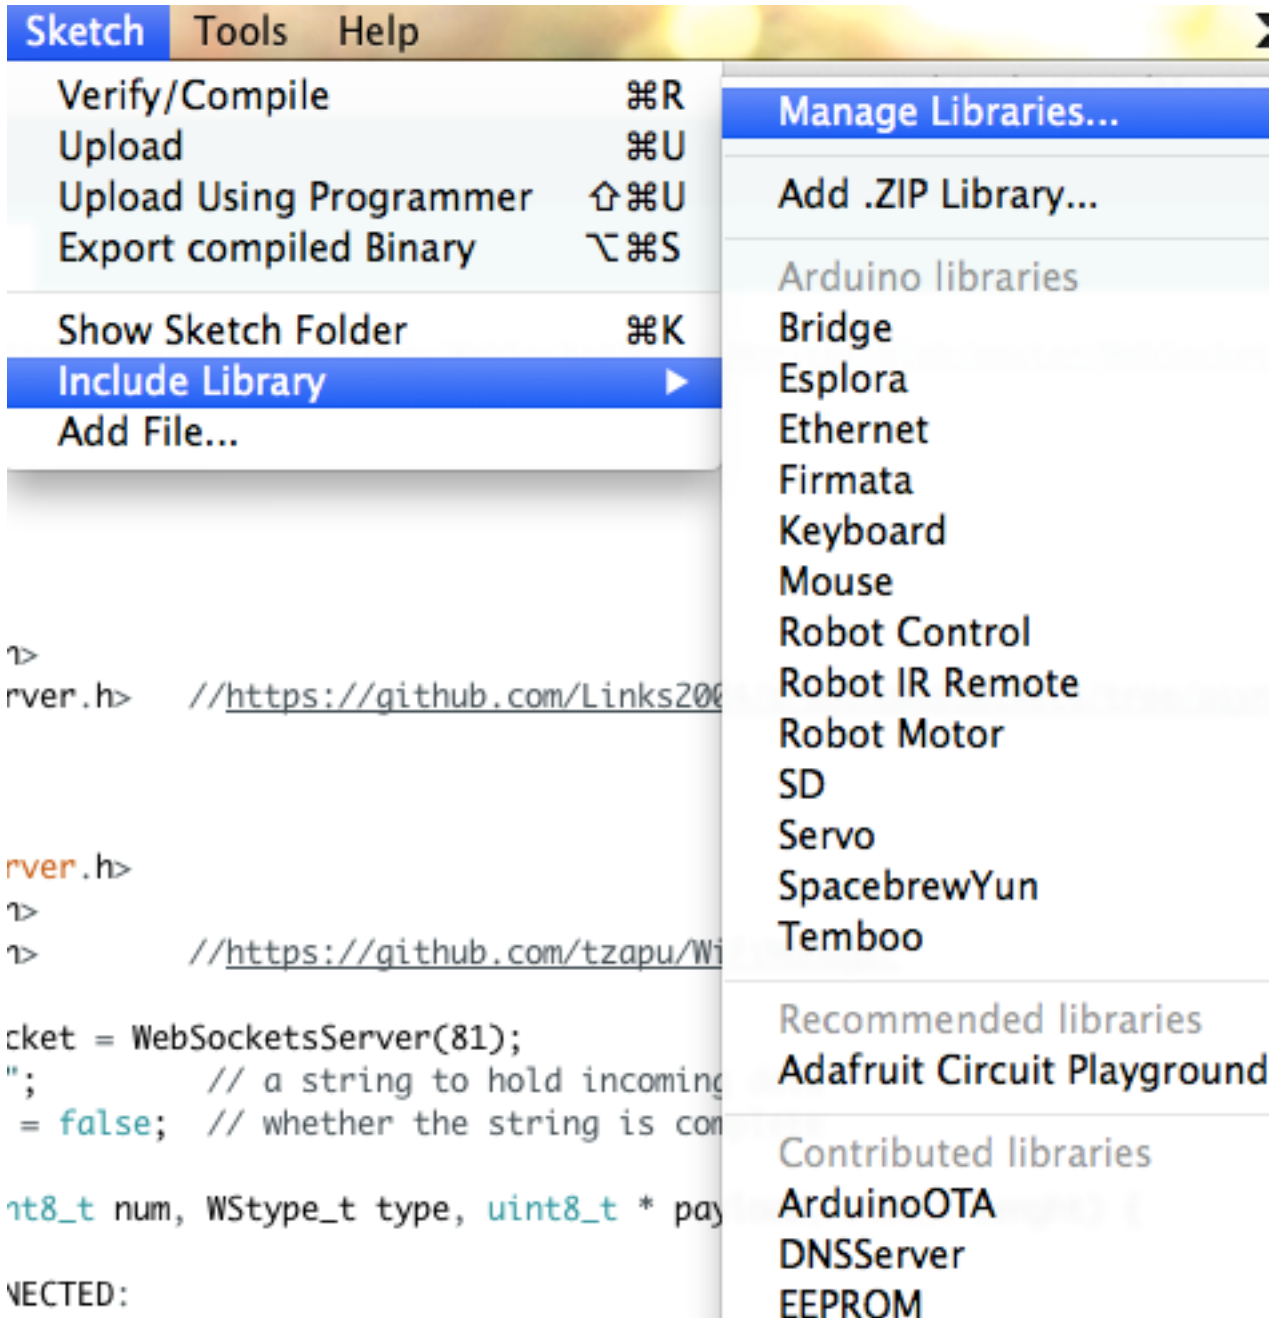 Sketch Tools Help
Verify/Compile ⌘R
Upload ⌘U
Upload Using Programmer ⇧⌘U
Export compiled Binary ⌥⌘S
Show Sketch Folder ⌘K
Include Library ▶
Add File...
Manage Libraries...
Add .ZIP Library...
Arduino libraries
Bridge
Esplora
Ethernet
Firmata
Keyboard
Mouse
Robot Control
Robot IR Remote
Robot Motor
SD
Servo
SpacebrewYun
Temboo
Recommended libraries
Adafruit Circuit Playground
Contributed libraries
ArduinoOTA
DNSServer
EEPROM
h>
rver.h> //https://github.com/Links200
rver.h>
h>
h> //https://github.com/tzapu/Wi
cket = WebSocketsServer(81);
"; // a string to hold incoming
= false; // whether the string is com
nt8_t num, WStype_t type, uint8_t * pay
NECTED: